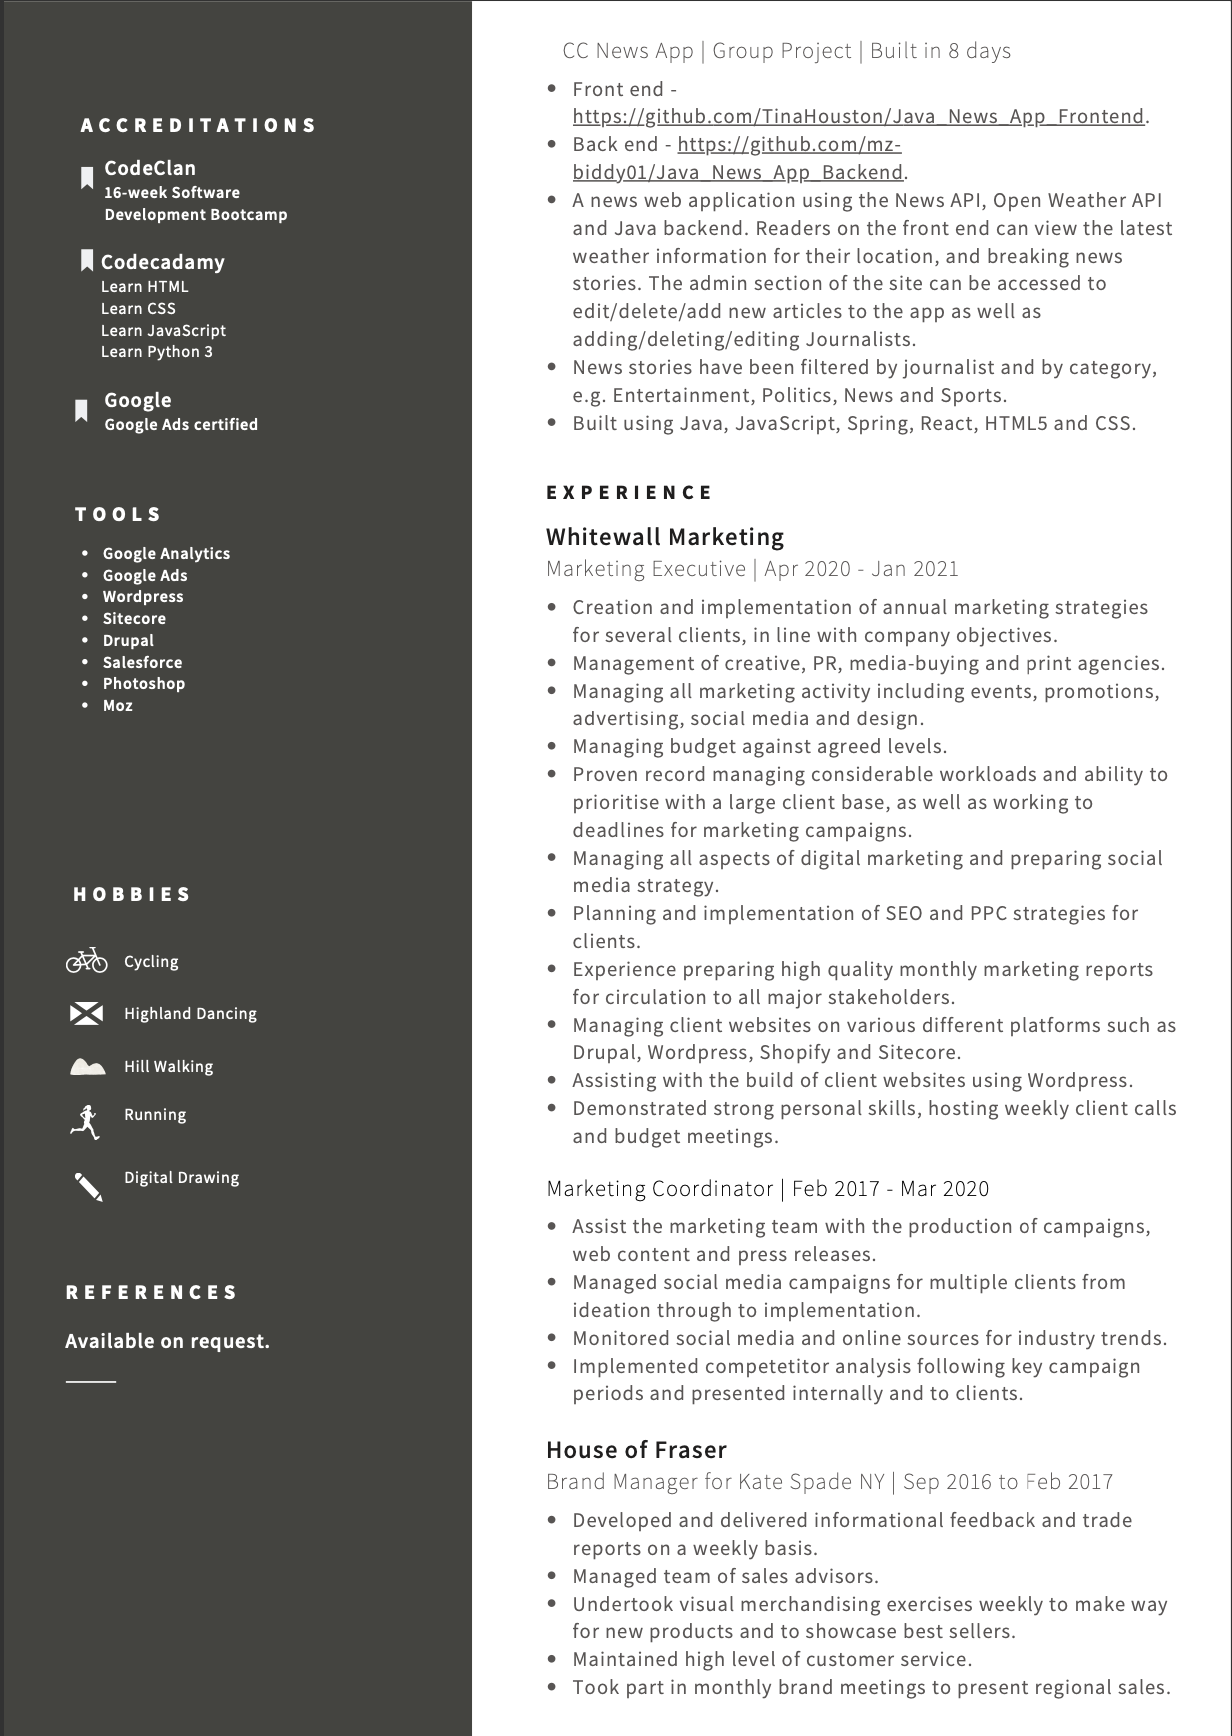 ACCREDITATIONS
CodeClan
16-week Software
Development Bootcamp
Codecadamy
Learn HTML
Learn CSS
Learn JavaScript
Learn Python 3
Google
Google Ads certified
TOOLS
• Google Analytics
• Google Ads
• Wordpress
• Sitecore
• Drupal
• Salesforce
• Photoshop
• Moz
HOBBIES
Cycling
Highland Dancing
Hill Walking
Running
Digital Drawing
REFERENCES
Available on request.
CC News App | Group Project | Built in 8 days
• Front end -
https://github.com/TinaHouston/Java_News_App_Frontend.
• Back end - https://github.com/mz-
biddy01/Java_News_App_Backend.
• A news web application using the News API, Open Weather API
and Java backend. Readers on the front end can view the latest
weather information for their location, and breaking news
stories. The admin section of the site can be accessed to
edit/delete/add new articles to the app as well as
adding/deleting/editing Journalists.
• News stories have been filtered by journalist and by category,
e.g. Entertainment, Politics, News and Sports.
• Built using Java, JavaScript, Spring, React, HTML5 and CSS.
EXPERIENCE
Whitewall Marketing
Marketing Executive | Apr 2020 - Jan 2021
• Creation and implementation of annual marketing strategies
for several clients, in line with company objectives.
• Management of creative, PR, media-buying and print agencies.
• Managing all marketing activity including events, promotions,
advertising, social media and design.
• Managing budget against agreed levels.
• Proven record managing considerable workloads and ability to
prioritise with a large client base, as well as working to
deadlines for marketing campaigns.
• Managing all aspects of digital marketing and preparing social
media strategy.
• Planning and implementation of SEO and PPC strategies for
clients.
• Experience preparing high quality monthly marketing reports
for circulation to all major stakeholders.
• Managing client websites on various different platforms such as
Drupal, Wordpress, Shopify and Sitecore.
• Assisting with the build of client websites using Wordpress.
• Demonstrated strong personal skills, hosting weekly client calls
and budget meetings.
Marketing Coordinator | Feb 2017 - Mar 2020
• Assist the marketing team with the production of campaigns,
web content and press releases.
• Managed social media campaigns for multiple clients from
ideation through to implementation.
• Monitored social media and online sources for industry trends.
• Implemented competetitor analysis following key campaign
periods and presented internally and to clients.
House of Fraser
Brand Manager for Kate Spade NY | Sep 2016 to Feb 2017
• Developed and delivered informational feedback and trade
reports on a weekly basis.
• Managed team of sales advisors.
• Undertook visual merchandising exercises weekly to make way
for new products and to showcase best sellers.
• Maintained high level of customer service.
• Took part in monthly brand meetings to present regional sales.